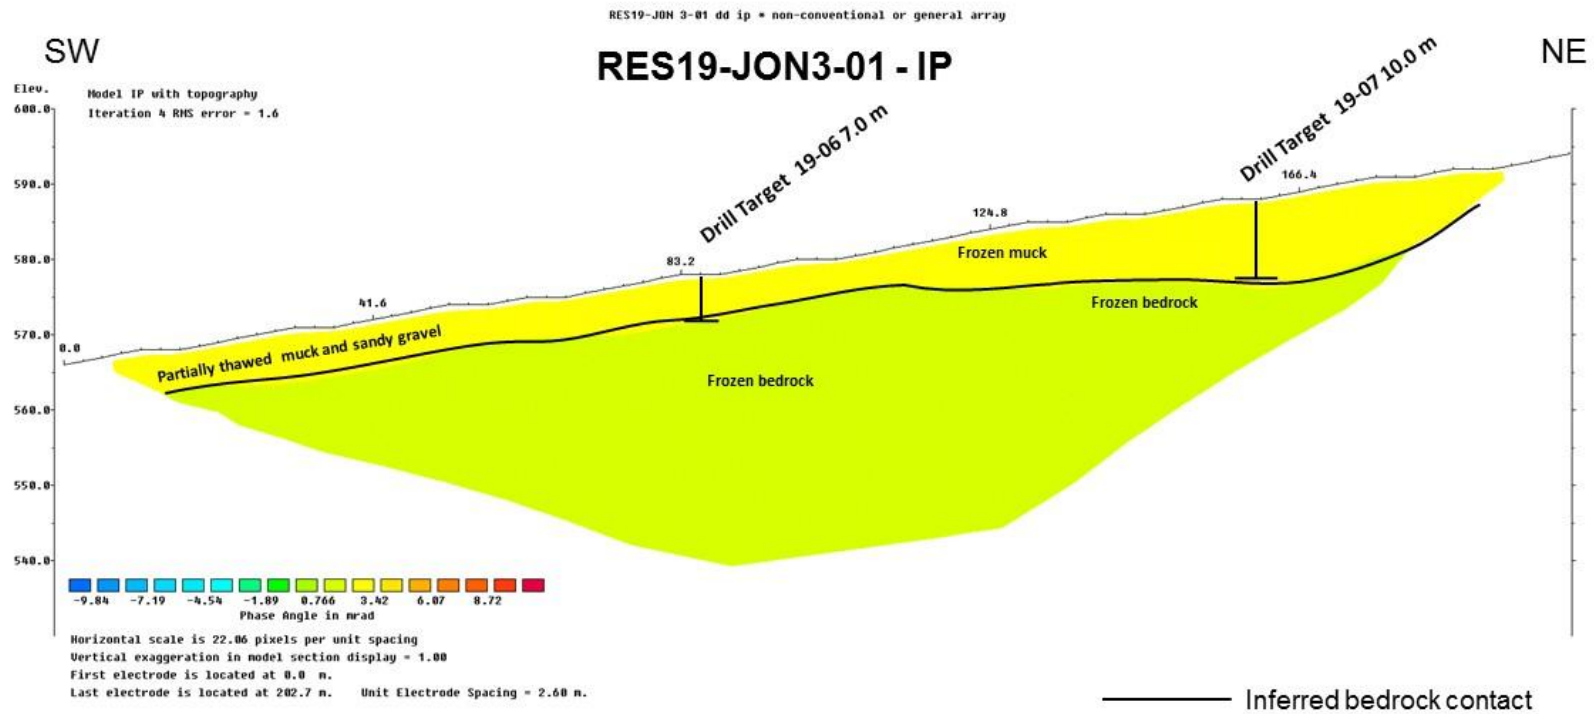 RES19-JON 3-01 dd ip * non-conventional or general array
SW
RES19-JON3-01 - IP
NE
Elev.
Model IP with topography
Iteration 4 RMS error = 1.6
600.0
590.0
580.0
570.0
560.0
550.0
540.0
Drill Target 19-06 7.0 m
Drill Target 19-07 10.0 m
0.0
41.6
83.2
124.8
166.4
Frozen muck
Frozen bedrock
Partially thawed muck and sandy gravel
Frozen bedrock
-9.84 -7.19 -4.54 -1.89 0.766 3.42 6.07 8.72
Phase Angle in mrad
Horizontal scale is 22.06 pixels per unit spacing
Vertical exaggeration in model section display = 1.00
First electrode is located at 0.0 m.
Last electrode is located at 202.7 m. Unit Electrode Spacing = 2.60 m.
Inferred bedrock contact